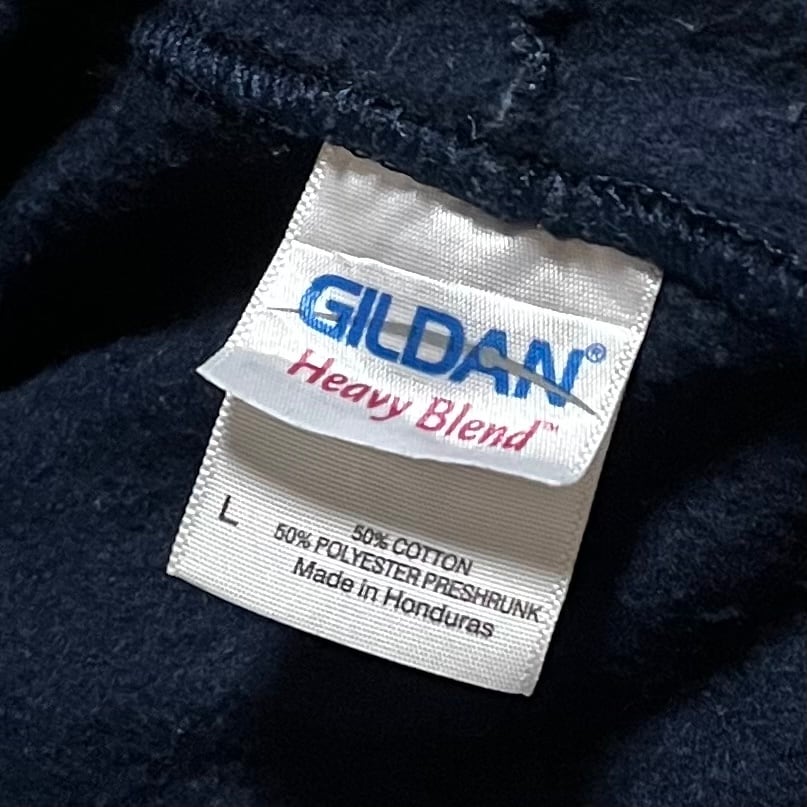 GILDAN®
Heavy Blend™
L
50% COTTON
50% POLYESTER PRESHRUNK
Made in Honduras